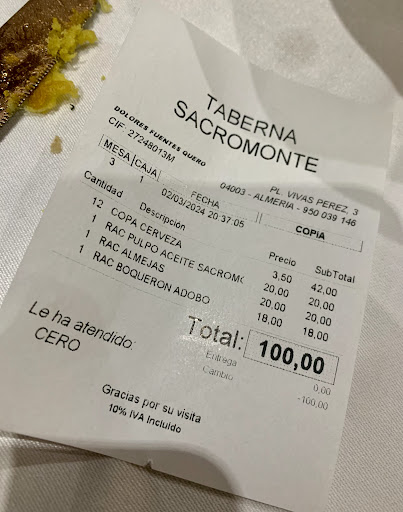 TABERNA
SACROMONTE
DOLORES FUENTES QUERO
CIF: 27248013M
PL. VIVAS PEREZ, 3
04003 - ALMERIA - 950 039 146
MESA CAJA FECHA
3 1 02/03/2024 20:37:05 COPIA
Cantidad Descripción Precio SubTotal
12 COPA CERVEZA 3,50 42,00
1 RAC PULPO ACEITE SACROMO 20,00 20,00
1 RAC ALMEJAS 20,00 20,00
1 RAC BOQUERON ADOBO 18,00 18,00
Total: 100,00
Entrega 0,00
Cambio -100,00
Le ha atendido:
CERO
Gracias por su visita
10% IVA Incluido